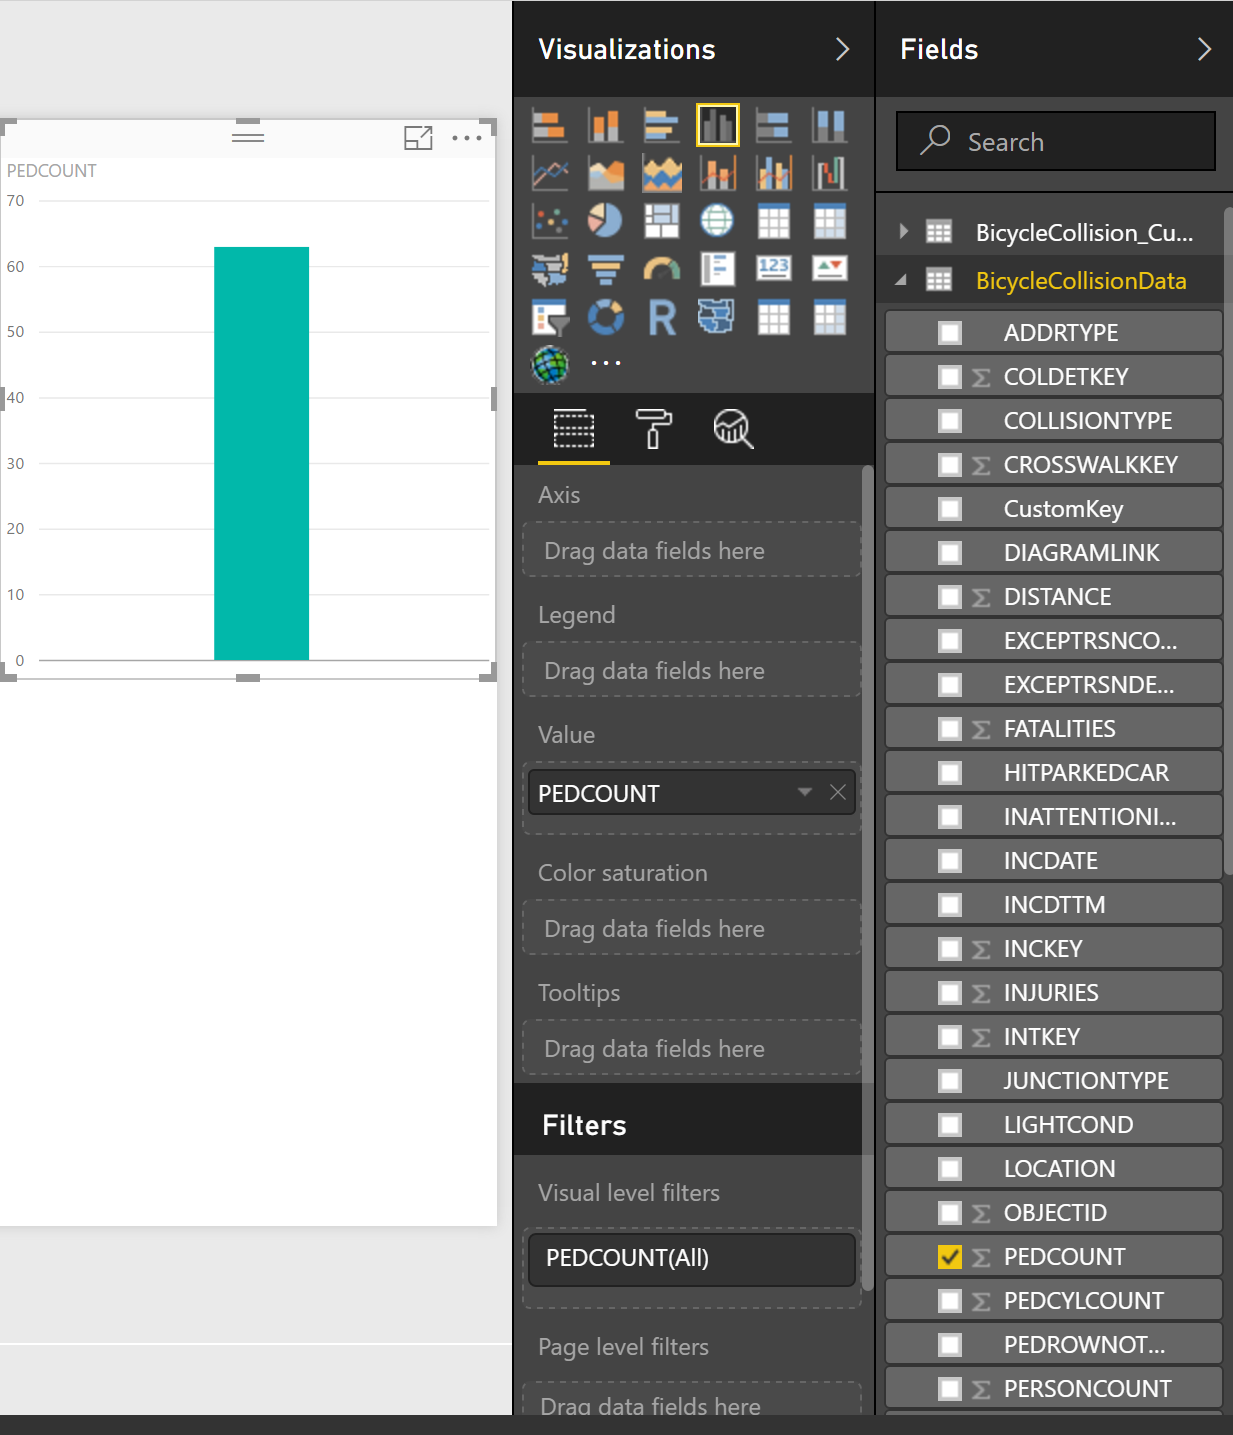 PEDCOUNT
70
60
50
40
30
20
10
0
Visualizations
123
R
Axis
Drag data fields here
Legend
Drag data fields here
Value
PEDCOUNT
Color saturation
Drag data fields here
Tooltips
Drag data fields here
Filters
Visual level filters
PEDCOUNT(All)
Page level filters
Drag data fields here
Fields
Search
BicycleCollision_Cu...
BicycleCollisionData
ADDRTYPE
Σ COLDETKEY
COLLISIONTYPE
Σ CROSSWALKKEY
CustomKey
DIAGRAMLINK
Σ DISTANCE
EXCEPTRSNCO...
EXCEPTRSNDE...
Σ FATALITIES
HITPARKEDCAR
INATTENTIONI...
INCDATE
INCDTTM
Σ INCKEY
Σ INJURIES
Σ INTKEY
JUNCTIONTYPE
LIGHTCOND
LOCATION
Σ OBJECTID
Σ PEDCOUNT
Σ PEDCYLCOUNT
PEDROWNOT...
Σ PERSONCOUNT